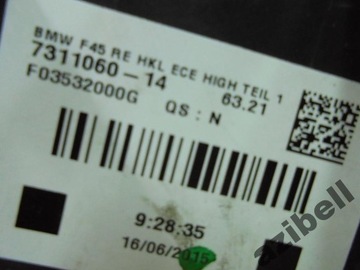 BMW F45 RE HKL ECE HIGH TEIL 1
7311060-14 63.21
F03532000G QS : N
9:28:35
16/06/2015
azibell